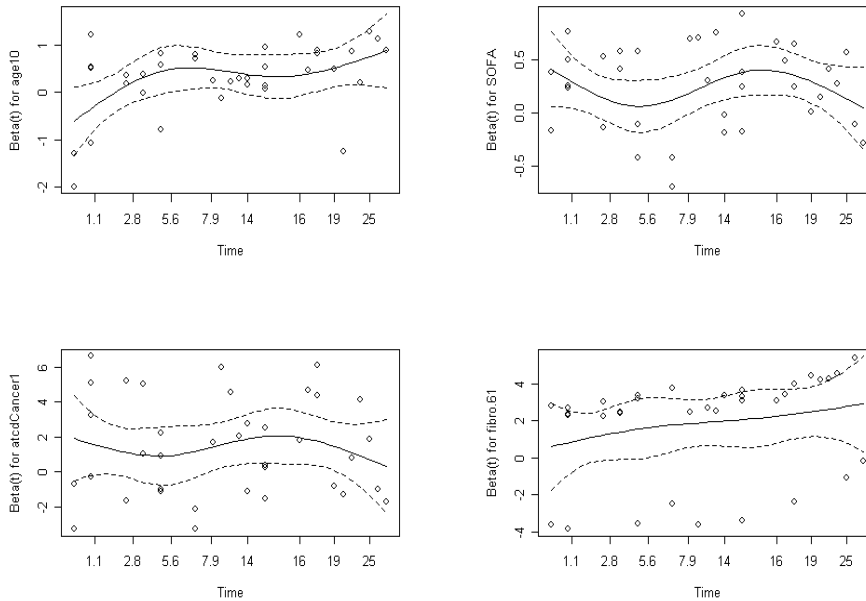 Beta(t) for age10
1
0
-1
-2
1.1 2.8 5.6 7.9 14 16 19 25
Time
Beta(t) for SOFA
0.5
0.0
-0.5
1.1 2.8 5.6 7.9 14 16 19 25
Time
Beta(t) for atcdCancer1
6
4
2
0
-2
1.1 2.8 5.6 7.9 14 16 19 25
Time
Beta(t) for fibro.61
4
2
0
-2
-4
1.1 2.8 5.6 7.9 14 16 19 25
Time